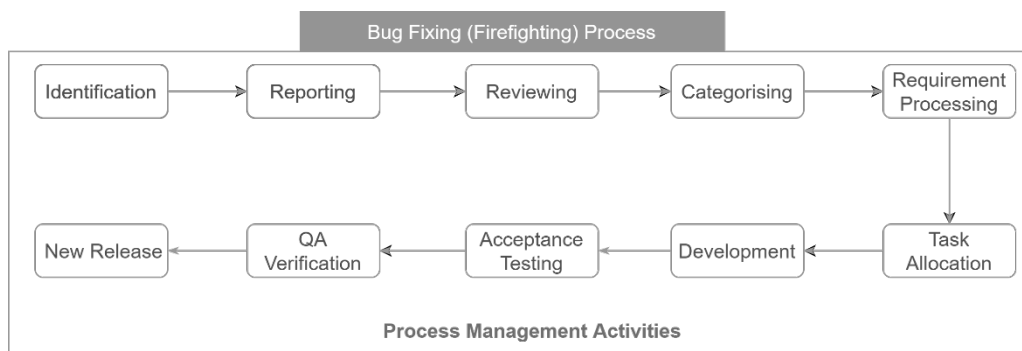 Bug Fixing (Firefighting) Process
Identification
Reporting
Reviewing
Categorising
Requirement
Processing
Task
Allocation
Development
Acceptance
Testing
QA
Verification
New Release
Process Management Activities